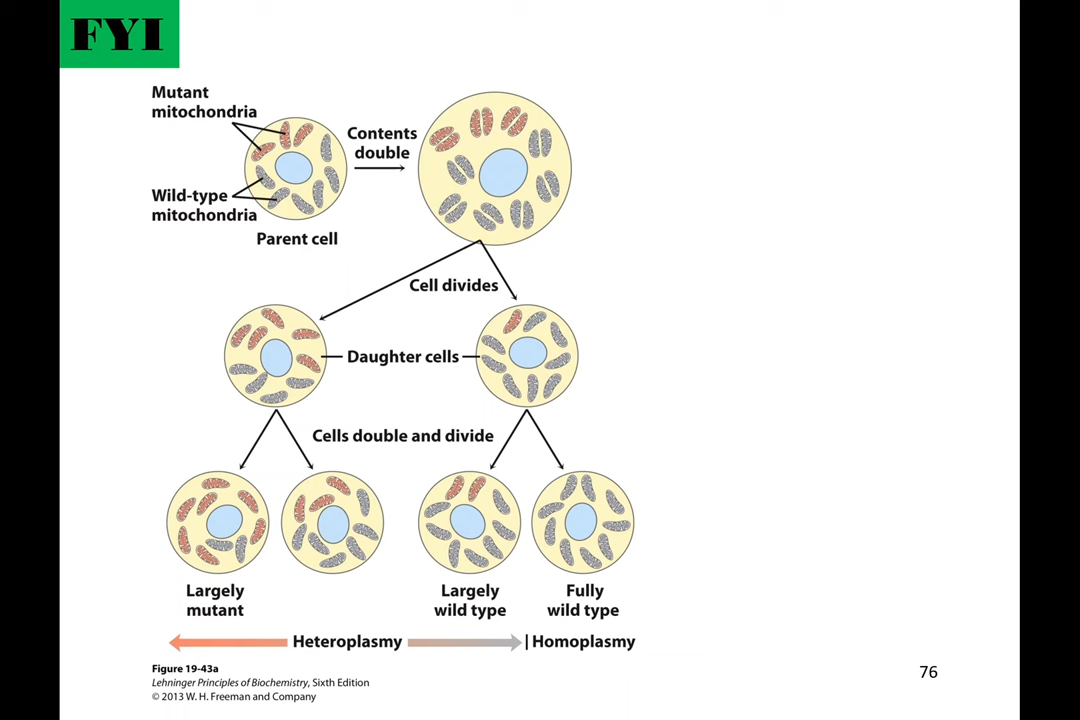 FYI
Mutant
mitochondria
Contents
double
Wild-type
mitochondria
Parent cell
Cell divides
Daughter cells
Cells double and divide
Largely
mutant
Largely
wild type
Fully
wild type
Heteroplasmy
Homoplasmy
Figure 19-43a
Lehninger Principles of Biochemistry, Sixth Edition
© 2013 W. H. Freeman and Company
76